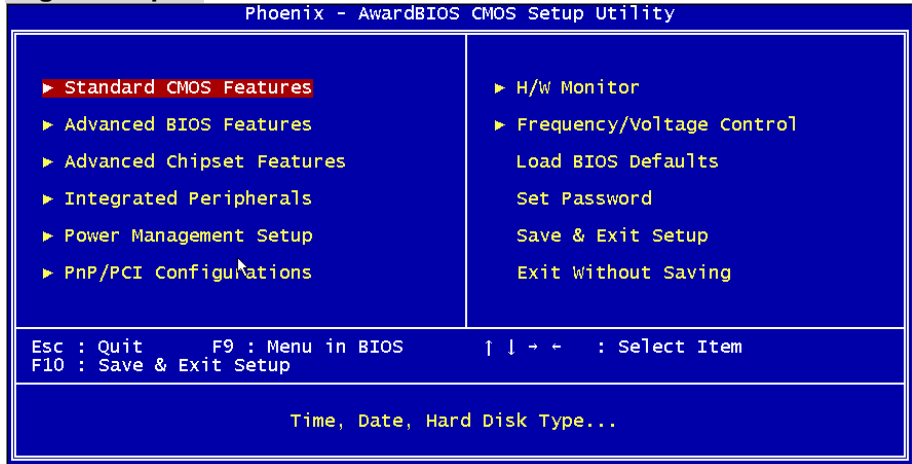 Phoenix - AwardBIOS CMOS Setup Utility
► Standard CMOS Features
► Advanced BIOS Features
► Advanced Chipset Features
► Integrated Peripherals
► Power Management Setup
► PnP/PCI Configurations
► H/W Monitor
► Frequency/Voltage Control
Load BIOS Defaults
Set Password
Save & Exit Setup
Exit Without Saving
Esc : Quit F9 : Menu in BIOS ↑ ↓ → ← : Select Item
F10 : Save & Exit Setup
Time, Date, Hard Disk Type...